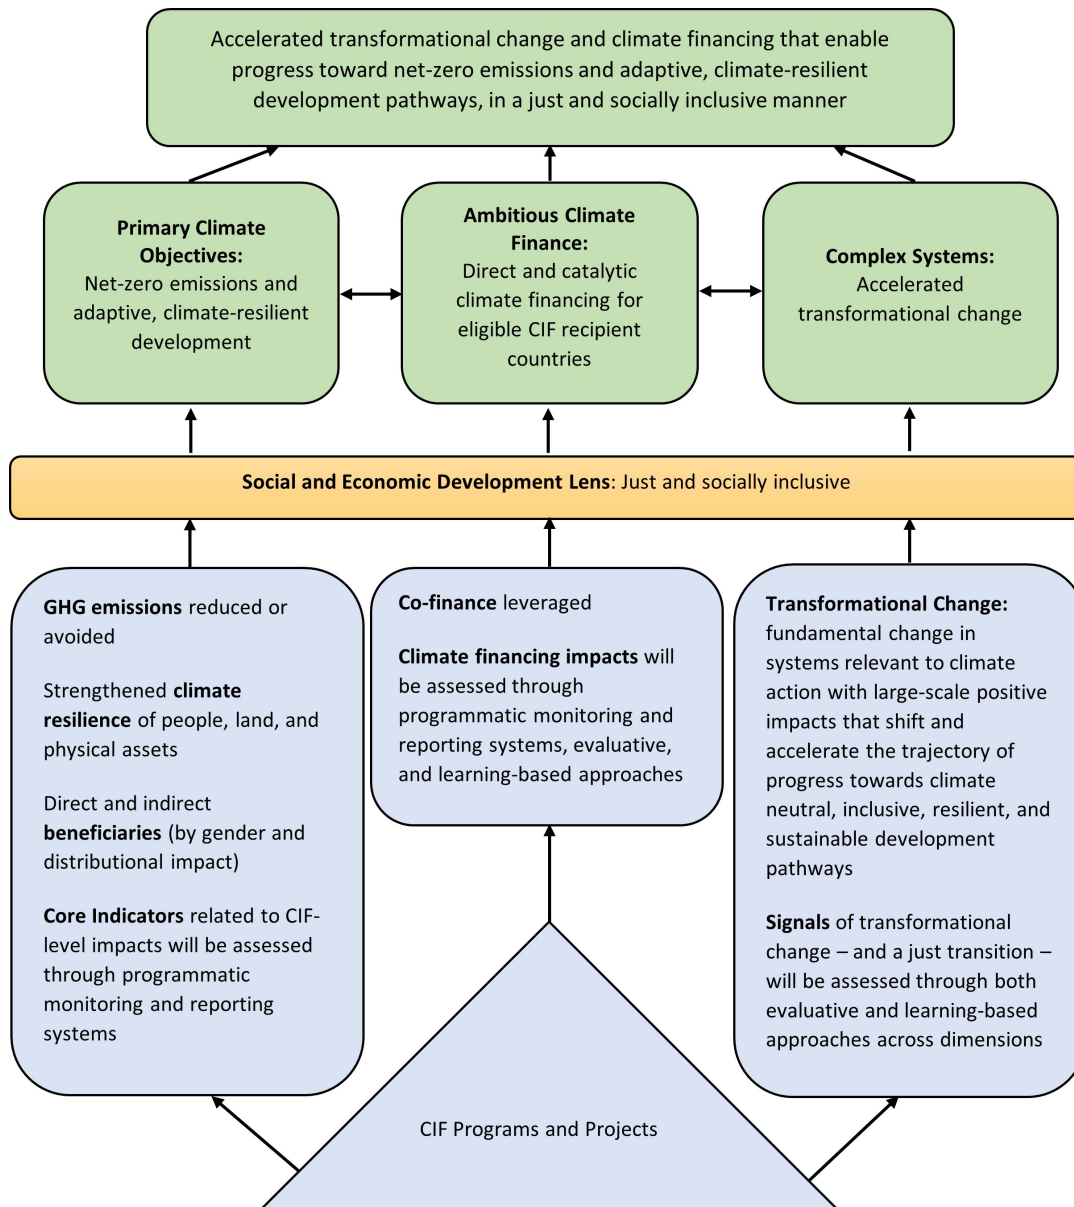 Accelerated transformational change and climate financing that enable
progress toward net-zero emissions and adaptive, climate-resilient
development pathways, in a just and socially inclusive manner
Primary Climate
Objectives:
Net-zero emissions and
adaptive, climate-resilient
development
Ambitious Climate
Finance:
Direct and catalytic
climate financing for
eligible CIF recipient
countries
Complex Systems:
Accelerated
transformational change
Social and Economic Development Lens: Just and socially inclusive
GHG emissions reduced or
avoided
Strengthened climate
resilience of people, land, and
physical assets
Direct and indirect
beneficiaries (by gender and
distributional impact)
Core Indicators related to CIF-
level impacts will be assessed
through programmatic
monitoring and reporting
systems
Co-finance leveraged
Climate financing impacts will
be assessed through
programmatic monitoring and
reporting systems, evaluative,
and learning-based approaches
Transformational Change:
fundamental change in
systems relevant to climate
action with large-scale positive
impacts that shift and
accelerate the trajectory of
progress towards climate
neutral, inclusive, resilient, and
sustainable development
pathways
Signals of transformational
change – and a just transition –
will be assessed through both
evaluative and learning-based
approaches across dimensions
CIF Programs and Projects